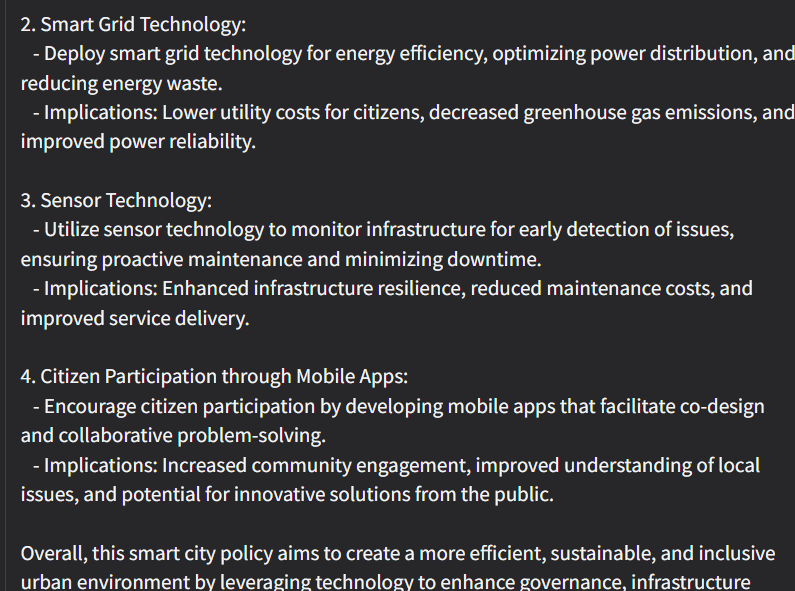 2. Smart Grid Technology:
- Deploy smart grid technology for energy efficiency, optimizing power distribution, and
reducing energy waste.
- Implications: Lower utility costs for citizens, decreased greenhouse gas emissions, and
improved power reliability.
3. Sensor Technology:
- Utilize sensor technology to monitor infrastructure for early detection of issues,
ensuring proactive maintenance and minimizing downtime.
- Implications: Enhanced infrastructure resilience, reduced maintenance costs, and
improved service delivery.
4. Citizen Participation through Mobile Apps:
- Encourage citizen participation by developing mobile apps that facilitate co-design
and collaborative problem-solving.
- Implications: Increased community engagement, improved understanding of local
issues, and potential for innovative solutions from the public.
Overall, this smart city policy aims to create a more efficient, sustainable, and inclusive
urban environment by leveraging technology to enhance governance, infrastructure